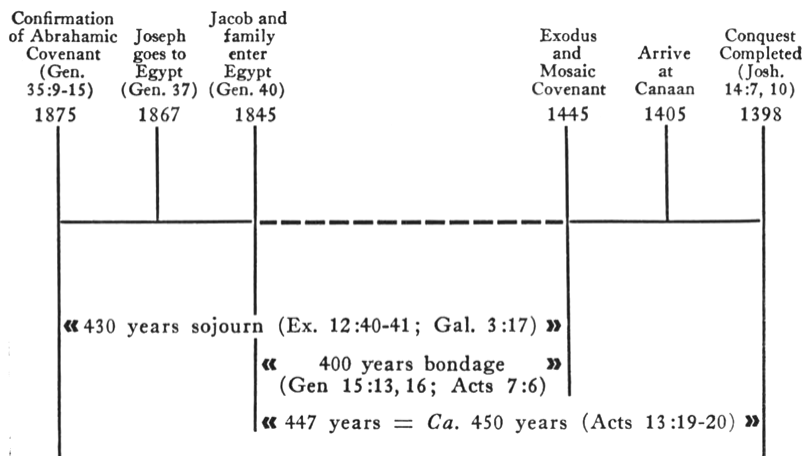 Confirmation
of Abrahamic
Covenant
(Gen.
35:9-15)
1875
Joseph
goes to
Egypt
(Gen. 37)
1867
Jacob and
family
enter
Egypt
(Gen. 40)
1845
Exodus
and
Mosaic
Covenant
1445
Arrive
at
Canaan
1405
Conquest
Completed
(Josh.
14:7, 10)
1398
« 430 years sojourn (Ex. 12:40-41; Gal. 3:17) »
« 400 years bondage »
(Gen 15:13, 16; Acts 7:6)
« 447 years = Ca. 450 years (Acts 13:19-20) »